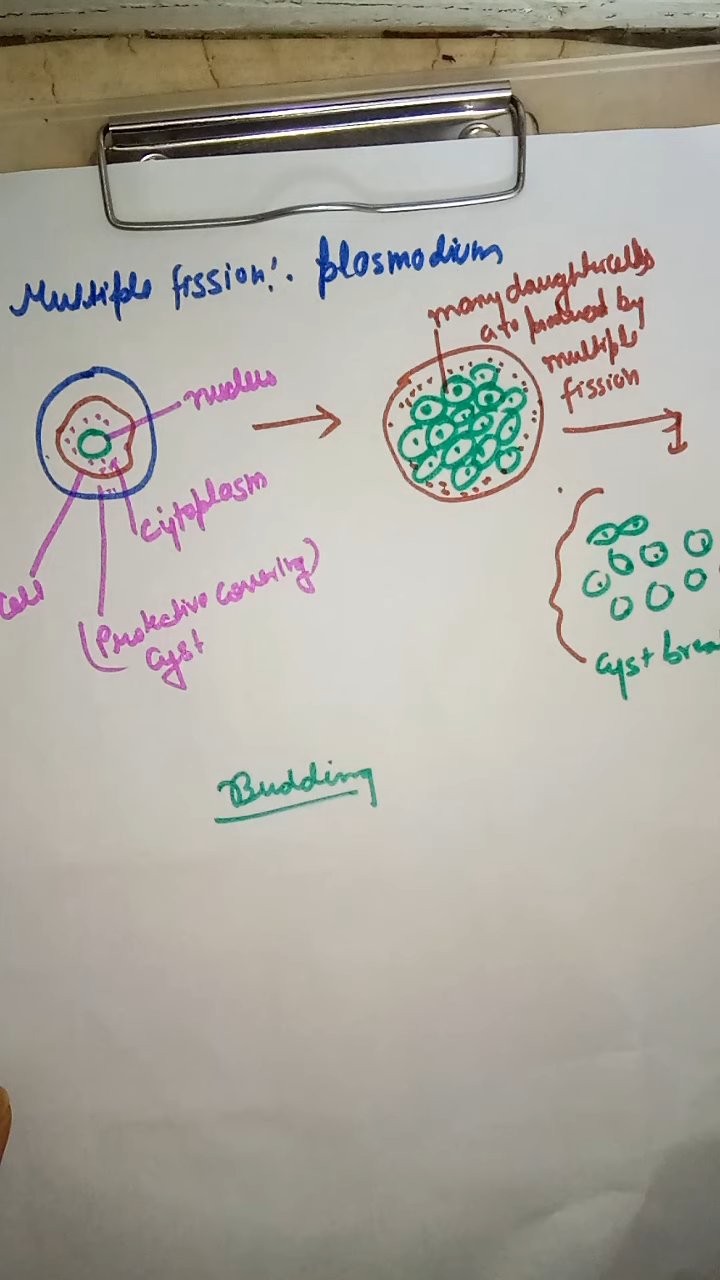 Multiple fission:. plasmodium
many daughter cells
are produced by
multiple
fission
nucleus
cytoplasm
cell
(Protective covering)
cyst
cyst brea
Budding